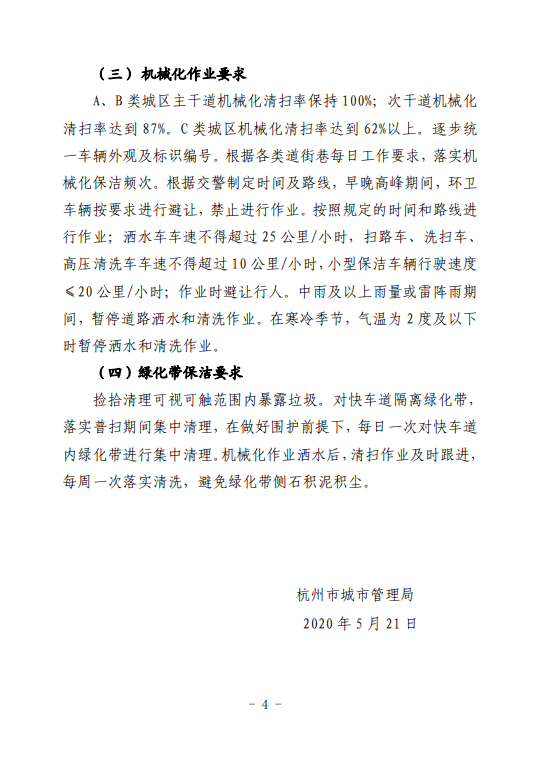 （三） 机械化作业要求
A、B 类城区主干道机械化清扫率保持 100%；次干道机械化
清扫率达到 87%。C 类城区机械化清扫率达到 62%以上。逐步统
一车辆外观及标识编号。根据各类道街巷每日工作要求，落实机
械化保洁频次。根据交警制定时间及路线，早晚高峰期间，环卫
车辆按要求进行避让，禁止进行作业。按照规定的时间和路线进
行作业；洒水车车速不得超过 25 公里/小时，扫路车、洗扫车、
高压清洗车车速不得超过 10 公里/小时，小型保洁车辆行驶速度
≤20 公里/小时；作业时避让行人。中雨及以上雨量或雷阵雨期
间，暂停道路洒水和清洗作业。在寒冷季节，气温为 2 度及以下
时暂停洒水和清洗作业。
（四）绿化带保洁要求
捡拾清理可视可触范围内暴露垃圾。对快车道隔离绿化带，
落实普扫期间集中清理，在做好围护前提下，每日一次对快车道
内绿化带进行集中清理。机械化作业洒水后，清扫作业及时跟进，
每周一次落实清洗，避免绿化带侧石积泥积尘。
杭州市城市管理局
2020 年 5 月 21 日
- 4 -